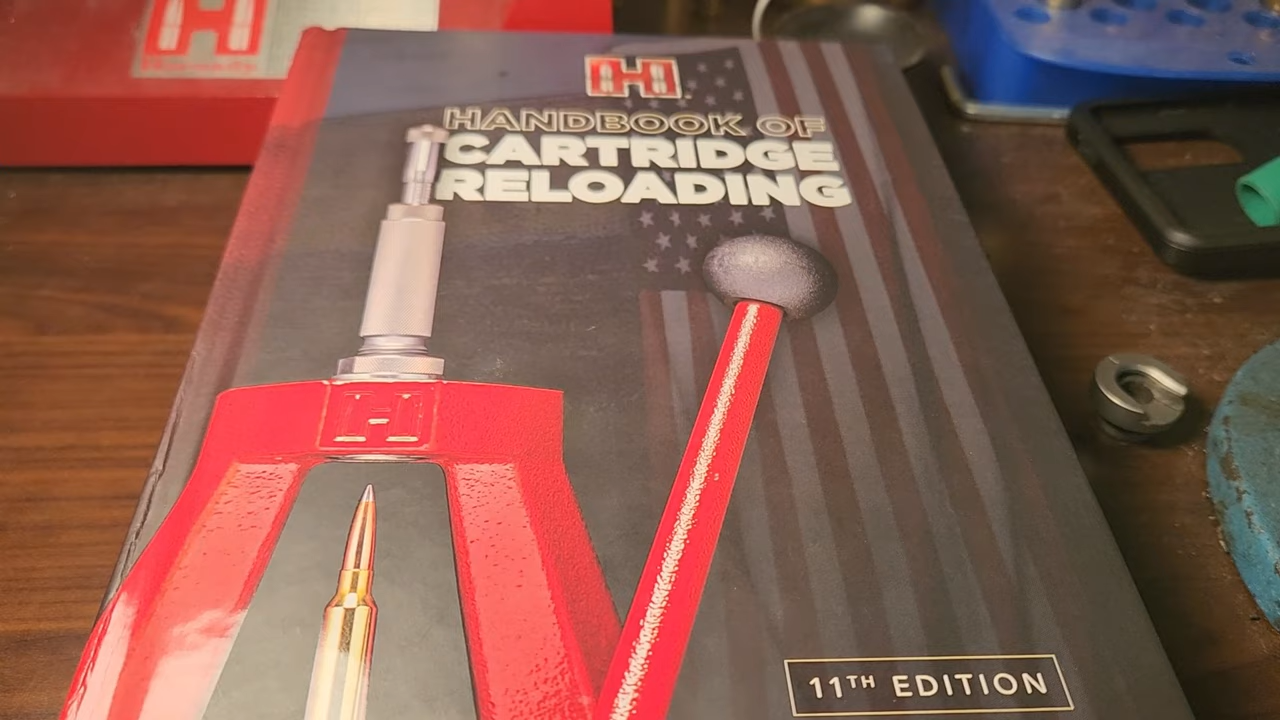 H
H
HANDBOOK OF
CARTRIDGE
RELOADING
H
11TH EDITION